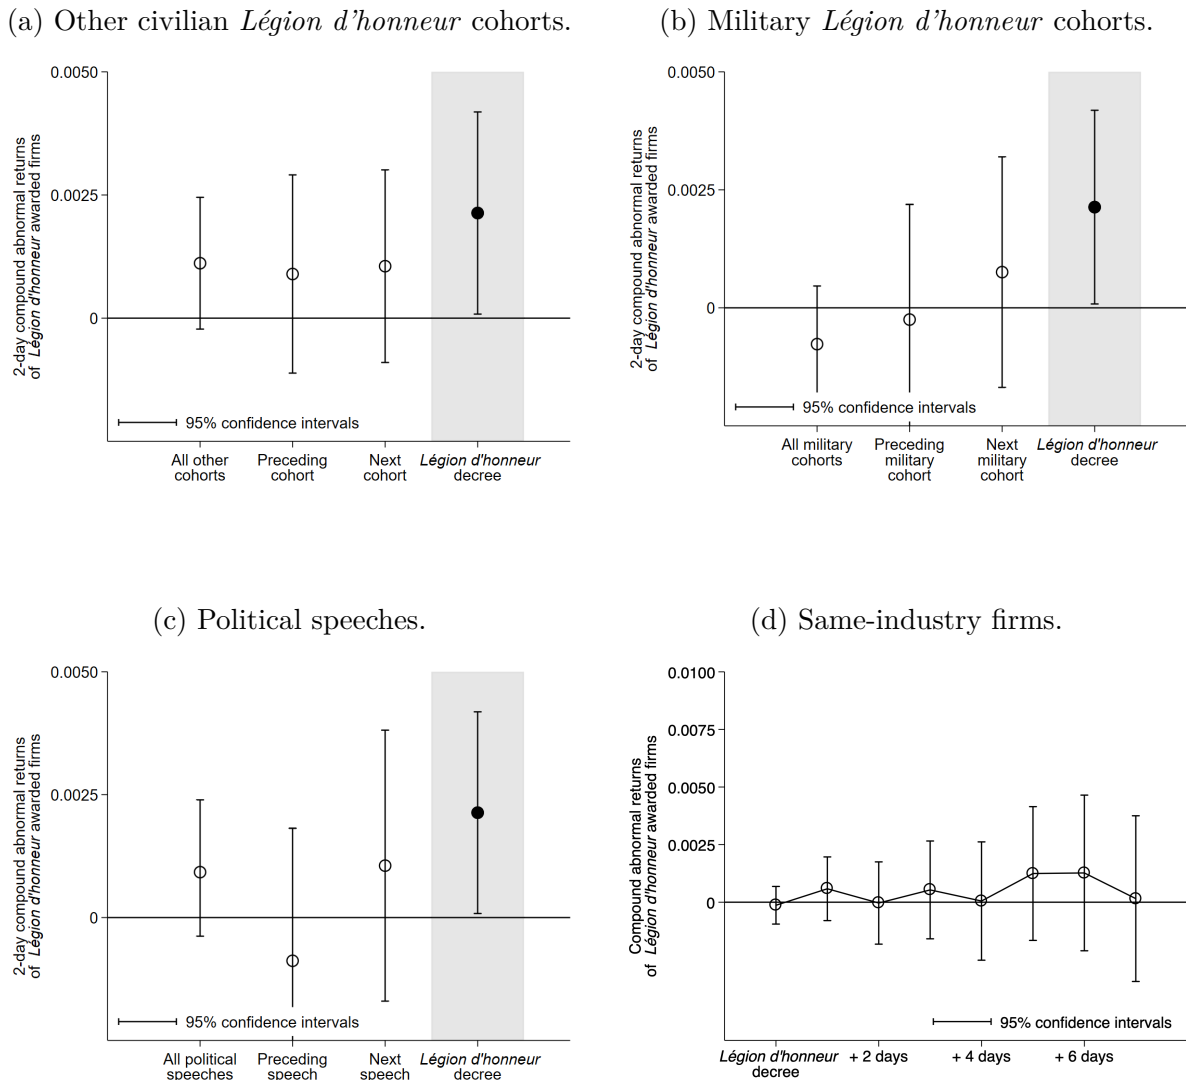 (a) Other civilian Légion d'honneur cohorts.
0.0050
0.0025
0
2-day compound abnormal returns
of Légion d'honneur awarded firms
95% confidence intervals
All other
cohorts
Preceding
cohort
Next
cohort
Légion d'honneur
decree
(b) Military Légion d'honneur cohorts.
0.0050
0.0025
0
2-day compound abnormal returns
of Légion d'honneur awarded firms
95% confidence intervals
All military
cohorts
Preceding
military
cohort
Next
military
cohort
Légion d'honneur
decree
(c) Political speeches.
0.0050
0.0025
0
2-day compound abnormal returns
of Légion d'honneur awarded firms
95% confidence intervals
All political
speeches
Preceding
speech
Next
speech
Légion d'honneur
decree
(d) Same-industry firms.
0.0100
0.0075
0.0050
0.0025
0
Compound abnormal returns
of Légion d'honneur awarded firms
95% confidence intervals
Légion d'honneur
decree
+ 2 days
+ 4 days
+ 6 days